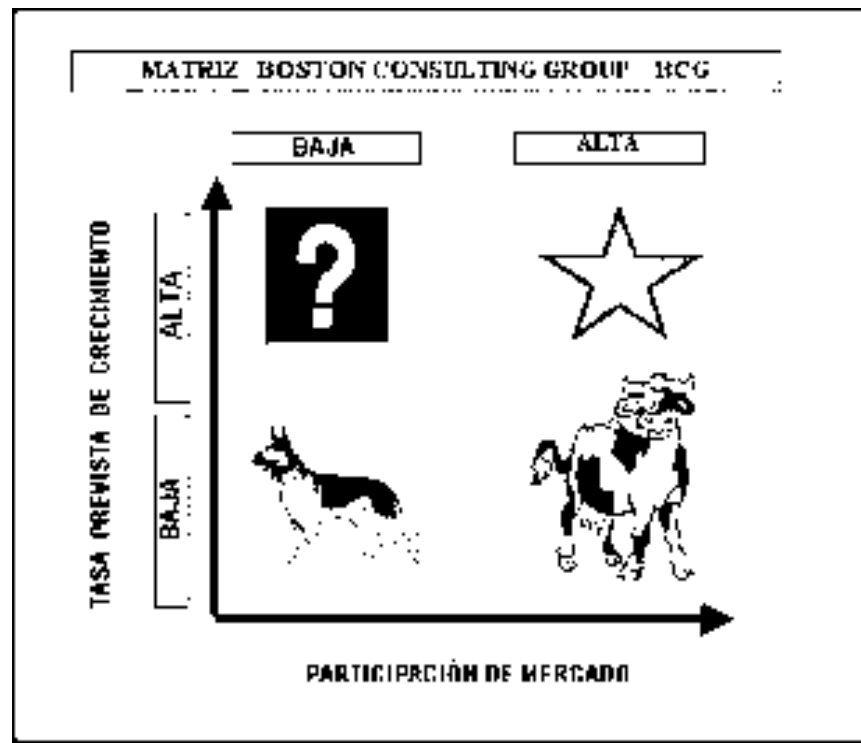 MATRIZ BOSTON CONSULTING GROUP BCG
BAJA
ALTA
?
TASA PREVISTA DE CRECIMIENTO
ALTA
BAJA
PARTICIPACIÓN DE MERCADO